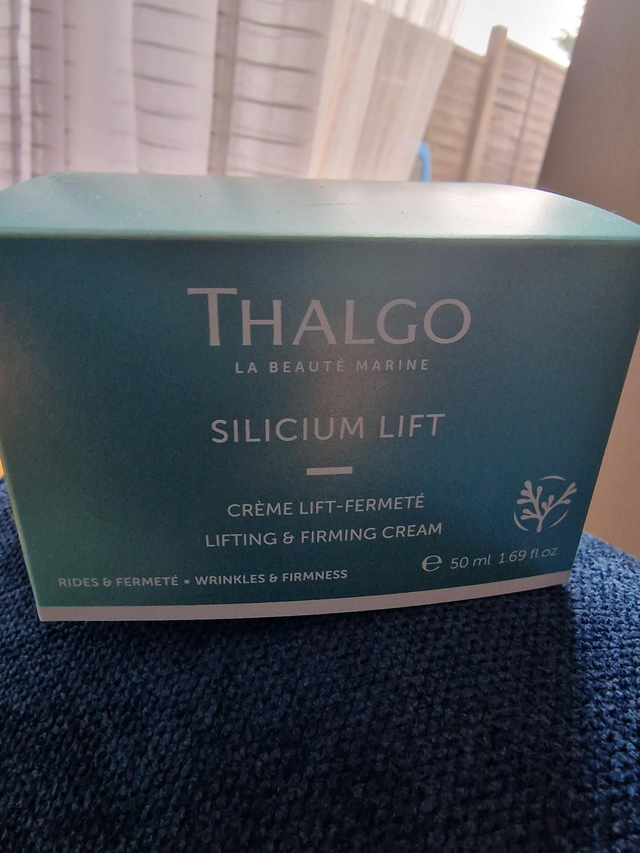 THALGO
LA BEAUTÉ MARINE
SILICIUM LIFT
CRÈME LIFT-FERMETÉ
LIFTING & FIRMING CREAM
℮ 50 ml 1.69 fl.oz
RIDES & FERMETÉ ▪ WRINKLES & FIRMNESS